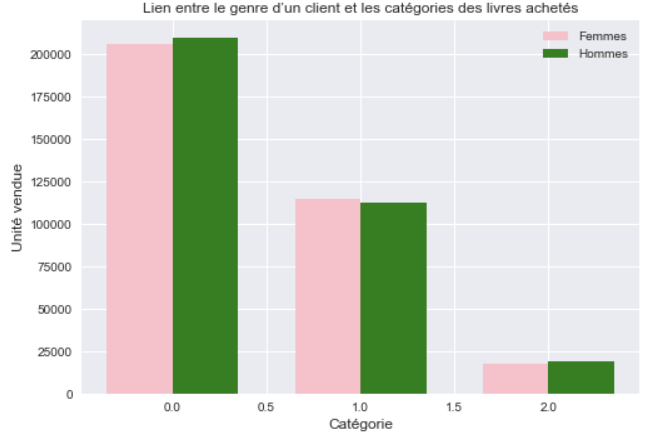 Lien entre le genre d'un client et les catégories des livres achetés
Femmes
Hommes
200000
175000
150000
125000
100000
75000
50000
25000
0
Unité vendue
0.0 0.5 1.0 1.5 2.0
Catégorie